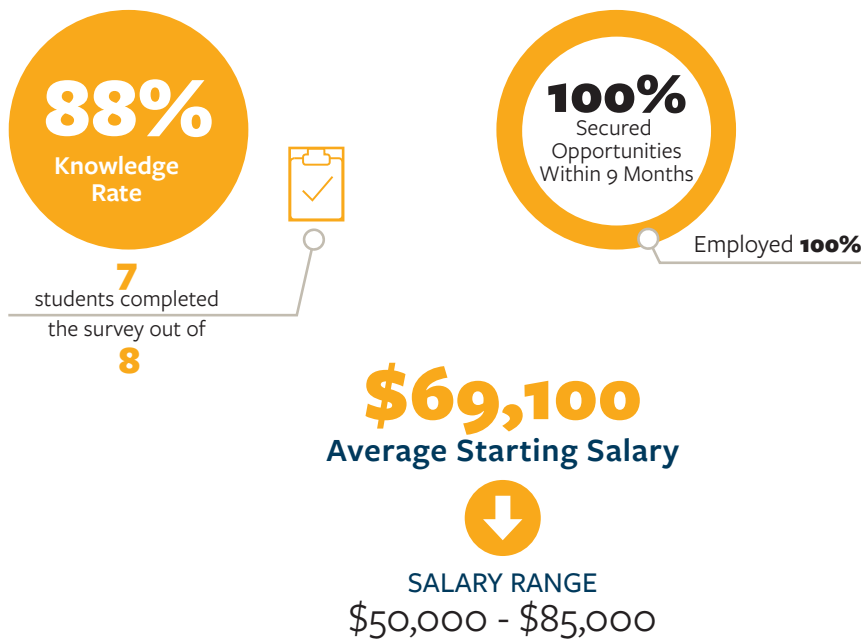 88%
Knowledge
Rate
7
students completed
the survey out of
8
100%
Secured
Opportunities
Within 9 Months
Employed 100%
$69,100
Average Starting Salary
SALARY RANGE
$50,000 - $85,000